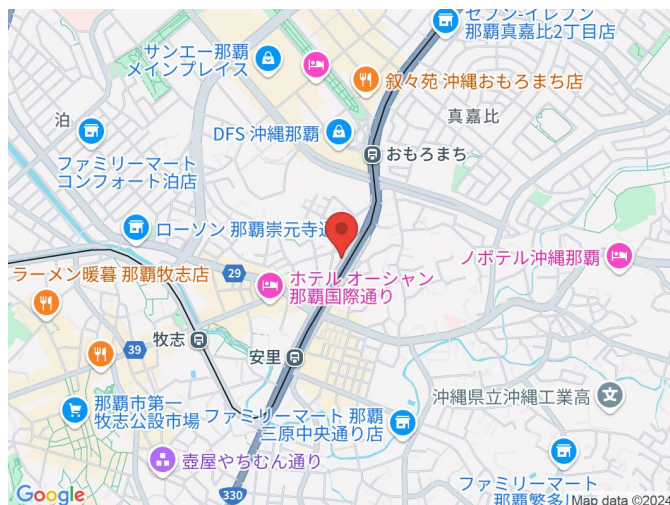 セブン-イレブン
那覇真嘉比2丁目店
サンエー那覇
メインプレイス
叙々苑 沖縄おもろまち店
真嘉比
泊
DFS 沖縄那覇
おもろまち
ファミリーマート
コンフォート泊店
ローソン 那覇崇元寺通
ノボテル沖縄那覇
ラーメン暖暮 那覇牧志店
29
ホテル オーシャン
那覇国際通り
牧志
39
安里
沖縄県立沖縄工業高
那覇市第一
牧志公設市場
ファミリーマート 那覇
三原中央通り店
壺屋やちむん通り
ファミリーマート
那覇繁多
330
Google
Map data ©2024